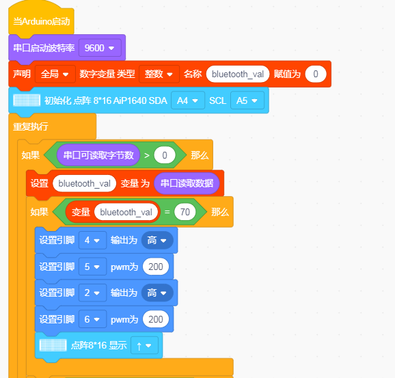 当Arduino启动
串口启动波特率 9600
声明 全局 数字变量 类型 整数 名称 bluetooth_val 赋值为 0
初始化 点阵 8*16 AiP1640 SDA A4 SCL A5
重复执行
如果 串口可读取字节数 > 0 那么
设置 bluetooth_val 变量 为 串口读取数据
如果 变量 bluetooth_val = 70 那么
设置引脚 4 输出为 高
设置引脚 5 pwm为 200
设置引脚 2 输出为 高
设置引脚 6 pwm为 200
点阵8*16 显示 ↑